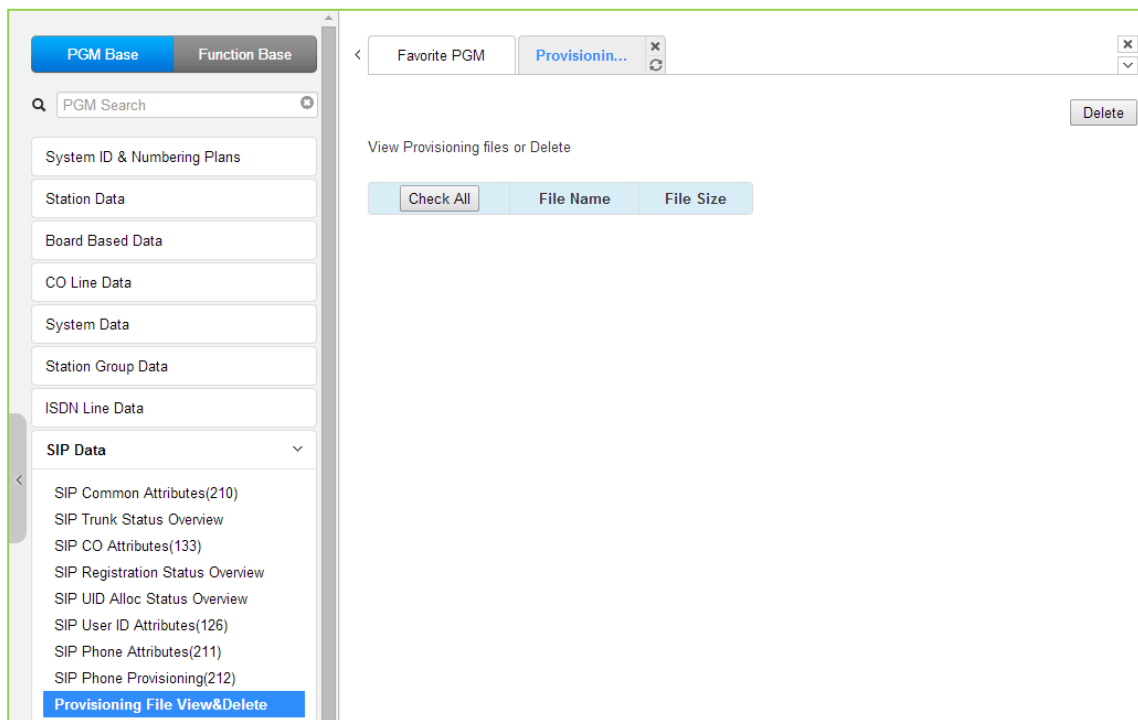 PGM Base
Function Base
PGM Search
System ID & Numbering Plans
Station Data
Board Based Data
CO Line Data
System Data
Station Group Data
ISDN Line Data
SIP Data
SIP Common Attributes(210)
SIP Trunk Status Overview
SIP CO Attributes(133)
SIP Registration Status Overview
SIP UID Alloc Status Overview
SIP User ID Attributes(126)
SIP Phone Attributes(211)
SIP Phone Provisioning(212)
Provisioning File View&Delete
Favorite PGM
Provisionin...
Delete
View Provisioning files or Delete
Check All
File Name
File Size